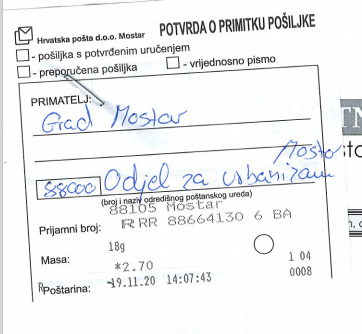 Hrvatska pošta d.o.o. Mostar
POTVRDA O PRIMITKU POŠILJKE
- pošiljka s potvrđenim uručenjem
- preporučena pošiljka
- vrijednosno pismo
PRIMATELJ:
Grad Mostar
Mostar
88000 Odjel za urbanizam
(broj i naziv odredišnog poštanskog ureda)
88105 Mostar
Prijamni broj: RR 88664130 6 BA
18g
Masa:
*2.70
1 04
Poštarina: 19.11.20 14:07:43
0008